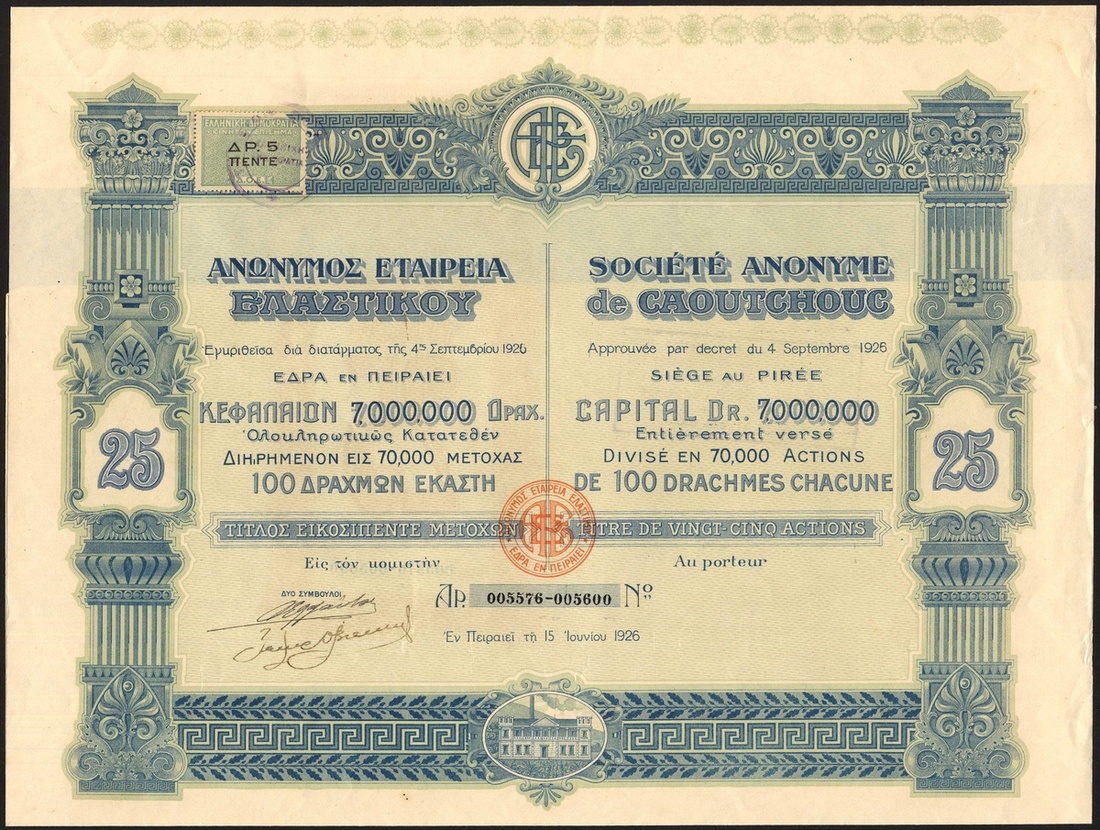 ΕΛΛΗΝΙΚΗ ΔΗΜΟΚΡΑΤΙΑ
ΔΡ. 5
ΠΕΝΤΕ
ΑΝΩΝΥΜΟΣ ΕΤΑΙΡΕΙΑ
ΕΛΑΣΤΙΚΟΥ
Εγκριθεῖσα διὰ διατάγματος τῆς 4ης Σεπτεμβρίου 1926
ΕΔΡΑ ΕΝ ΠΕΙΡΑΙΕΙ
ΚΕΦΑΛΑΙΟΝ 7.000.000 ΔΡΑΧ.
Ὁλοκληρωτικῶς Κατατεθὲν
ΔΙΗΡΗΜΕΝΟΝ ΕΙΣ 70,000 ΜΕΤΟΧΑΣ
100 ΔΡΑΧΜΩΝ ΕΚΑΣΤΗ
SOCIÉTÉ ANONYME
de CAOUTCHOUC
Approuvée par decret du 4 Septembre 1926
SIÈGE AU PIRÉE
CAPITAL DR. 7.000.000
Entièrement versé
DIVISÉ EN 70,000 ACTIONS
DE 100 DRACHMES CHACUNE
25
25
ΤΙΤΛΟΣ ΕΙΚΟΣΙΠΕΝΤΕ ΜΕΤΟΧΩΝ
TITRE DE VINGT-CINQ ACTIONS
ΑΝΩΝΥΜΟΣ ΕΤΑΙΡΕΙΑ ΕΛΑΣΤΙΚΟΥ
ΕΔΡΑ ΕΝ ΠΕΙΡΑΙΕΙ
Εἰς τὸν κομιστὴν
Au porteur
ΔΥΟ ΣΥΜΒΟΥΛΟΙ
ΑΡ. 005576-005600 Nº
Ἐν Πειραιεῖ τῇ 15 Ἰουνίου 1926